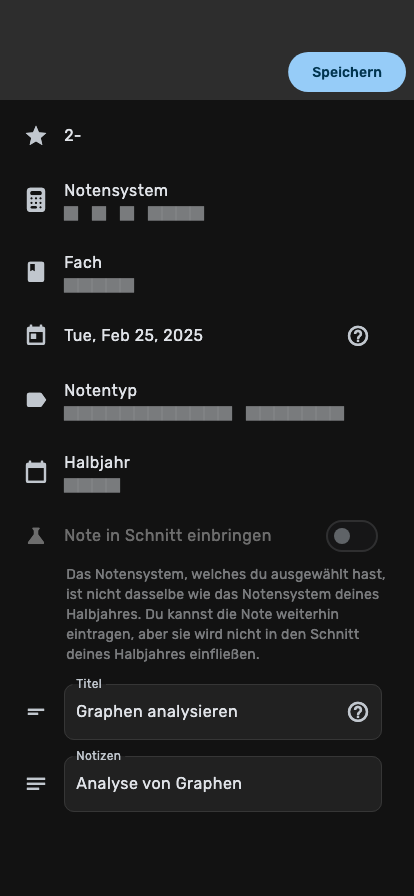 Speichern
2-
Notensystem
Fach
Tue, Feb 25, 2025
Notentyp
Halbjahr
Note in Schnitt einbringen
Das Notensystem, welches du ausgewählt hast,
ist nicht dasselbe wie das Notensystem deines
Halbjahres. Du kannst die Note weiterhin
eintragen, aber sie wird nicht in den Schnitt
deines Halbjahres einfließen.
Titel
Graphen analysieren
Notizen
Analyse von Graphen